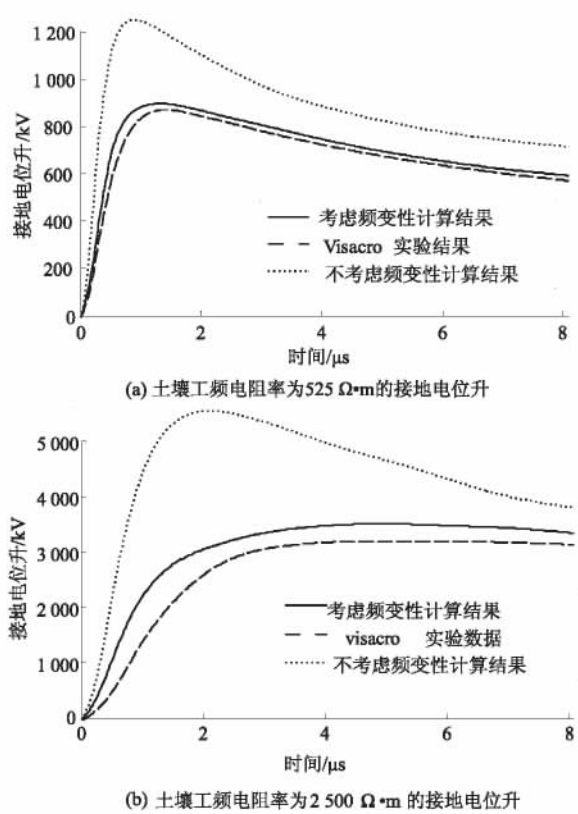 1 200
1 000
800
600
400
200
0
接地电位升/kV
考虑频变性计算结果
Visacro 实验结果
不考虑频变性计算结果
0 2 4 6 8
时间/μs
(a) 土壤工频电阻率为525 Ω•m的接地电位升
5 000
4 000
3 000
2 000
1 000
0
接地电位升/kV
考虑频变性计算结果
visacro 实验数据
不考虑频变性计算结果
0 2 4 6 8
时间/μs
(b) 土壤工频电阻率为2 500 Ω•m 的接地电位升